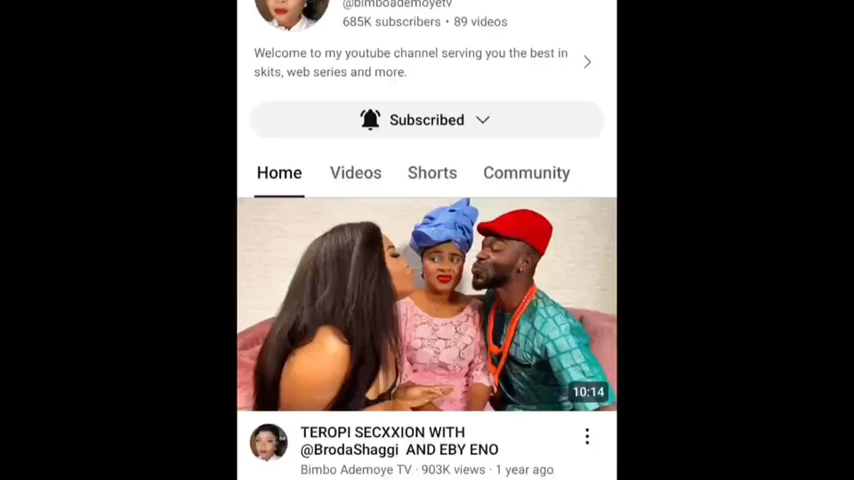 @bimboademoyetv
685K subscribers • 89 videos
Welcome to my youtube channel serving you the best in
skits, web series and more.
Subscribed
Home Videos Shorts Community
10:14
TEROPI SECXXION WITH
@BrodaShaggi AND EBY ENO
Bimbo Ademoye TV · 903K views · 1 year ago